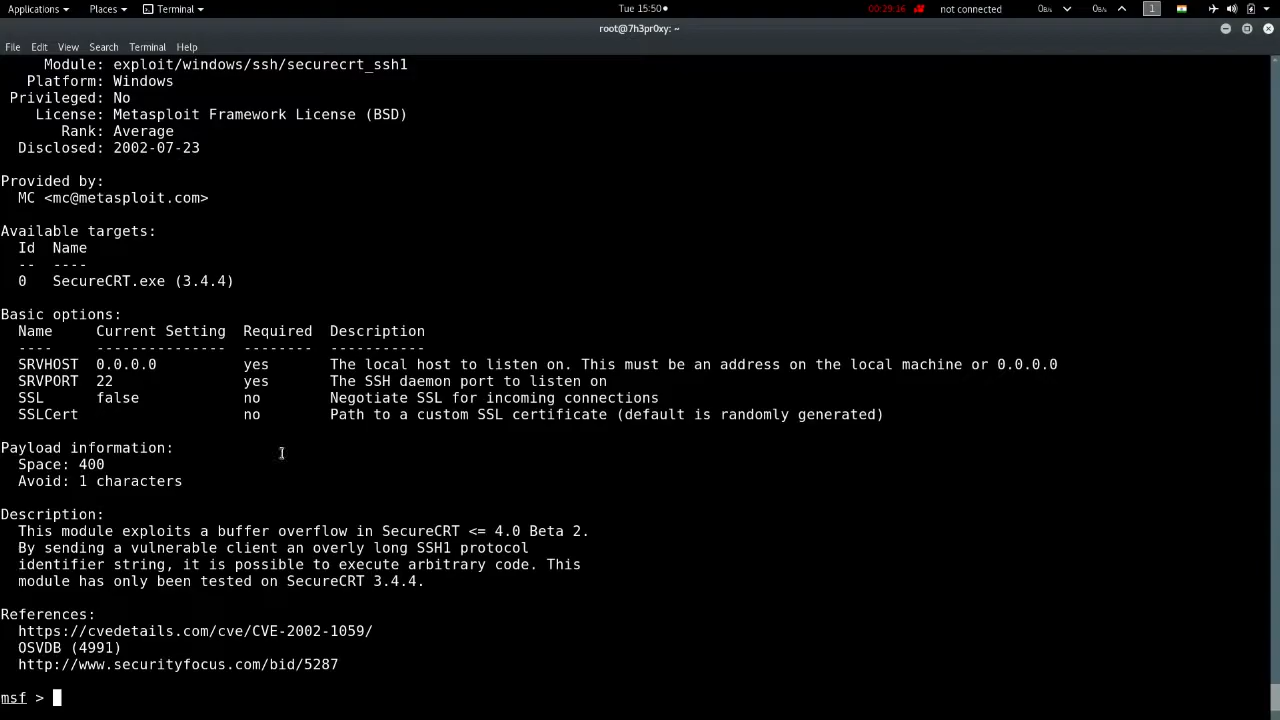 Applications Places Terminal Tue 15:50 00:29:16 not connected 0B/s 0B/s 1
root@7h3pr0xy: ~
File Edit View Search Terminal Help
Module: exploit/windows/ssh/securecrt_ssh1
Platform: Windows
Privileged: No
License: Metasploit Framework License (BSD)
Rank: Average
Disclosed: 2002-07-23
Provided by:
MC <mc@metasploit.com>
Available targets:
Id Name
-- ----
0 SecureCRT.exe (3.4.4)
Basic options:
Name Current Setting Required Description
---- --------------- -------- -----------
SRVHOST 0.0.0.0 yes The local host to listen on. This must be an address on the local machine or 0.0.0.0
SRVPORT 22 yes The SSH daemon port to listen on
SSL false no Negotiate SSL for incoming connections
SSLCert no Path to a custom SSL certificate (default is randomly generated)
Payload information:
Space: 400
Avoid: 1 characters
Description:
This module exploits a buffer overflow in SecureCRT <= 4.0 Beta 2.
By sending a vulnerable client an overly long SSH1 protocol
identifier string, it is possible to execute arbitrary code. This
module has only been tested on SecureCRT 3.4.4.
References:
https://cvedetails.com/cve/CVE-2002-1059/
OSVDB (4991)
http://www.securityfocus.com/bid/5287
msf >